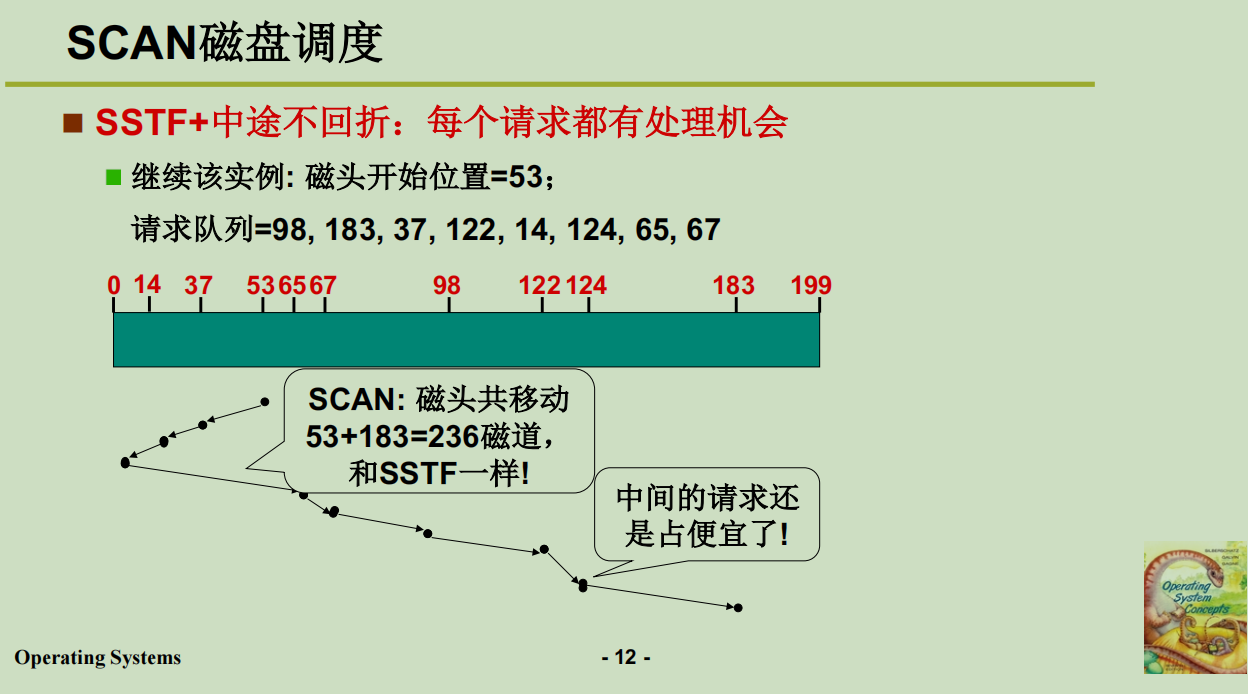 SCAN磁盘调度
SSTF+中途不回折：每个请求都有处理机会
继续该实例: 磁头开始位置=53；
请求队列=98, 183, 37, 122, 14, 124, 65, 67
0 14 37 53 65 67 98 122 124 183 199
SCAN: 磁头共移动
53+183=236磁道，
和SSTF一样!
中间的请求还
是占便宜了!
Operating
System
Concepts
Operating Systems
- 12 -